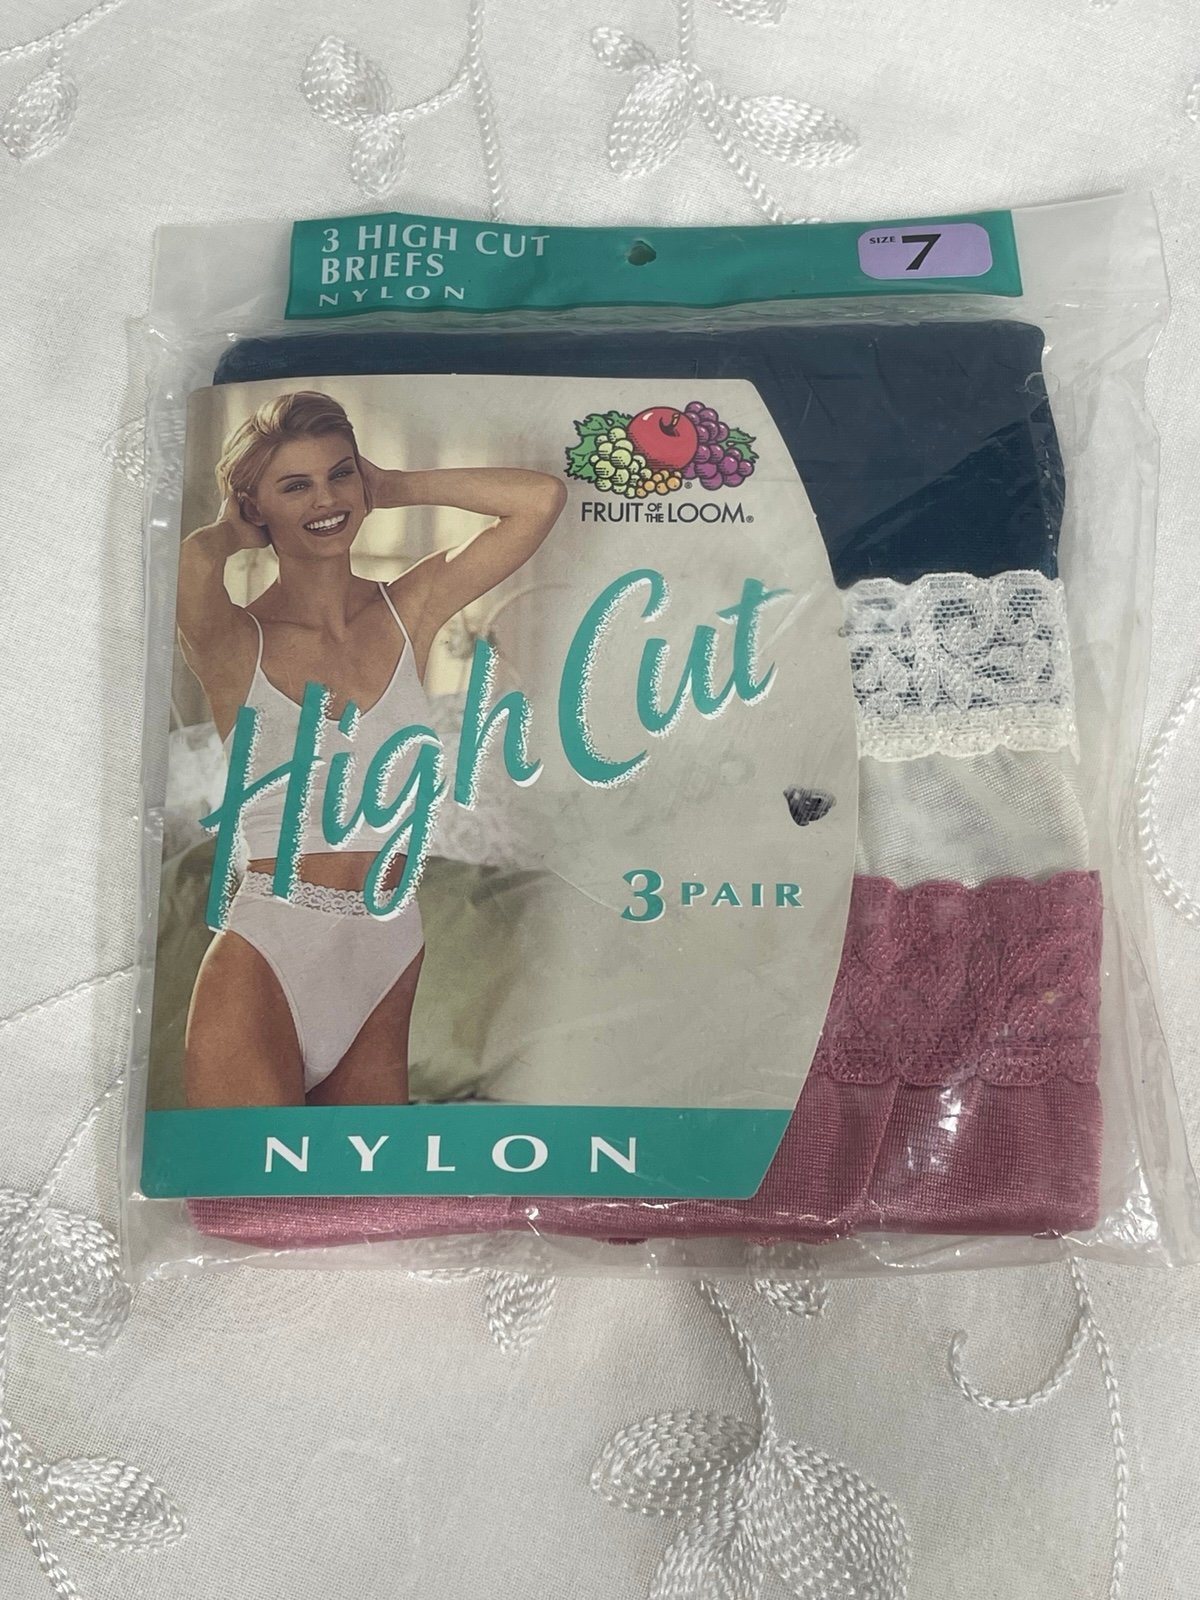 3 HIGH CUT
BRIEFS
NYLON
SIZE 7
FRUIT OF THE LOOM®
High Cut
3 PAIR
NYLON